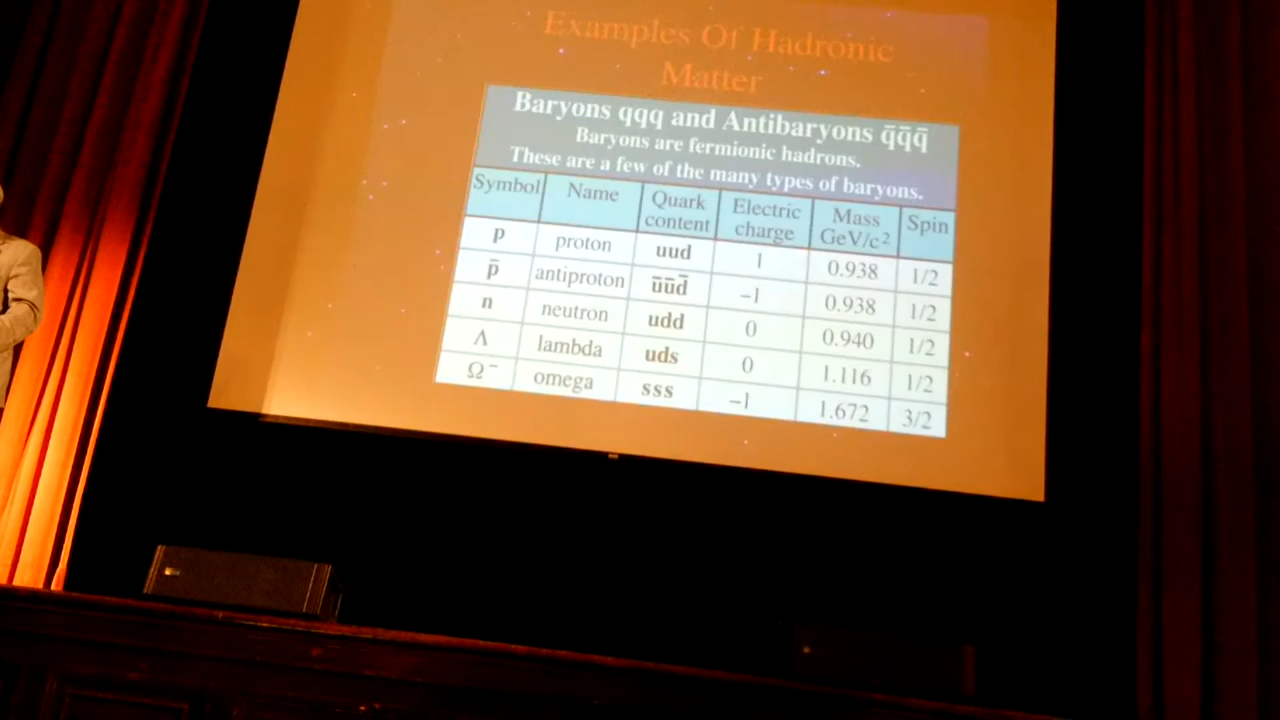 Examples Of Hadronic
Matter
Baryons qqq and Antibaryons q̄q̄q̄
Baryons are fermionic hadrons.
These are a few of the many types of baryons.
Symbol Name Quark content Electric charge Mass GeV/c² Spin
p proton uud 1 0.938 1/2
p̄ antiproton ūūd̄ −1 0.938 1/2
n neutron udd 0 0.940 1/2
Λ lambda uds 0 1.116 1/2
Ω⁻ omega sss −1 1.672 3/2